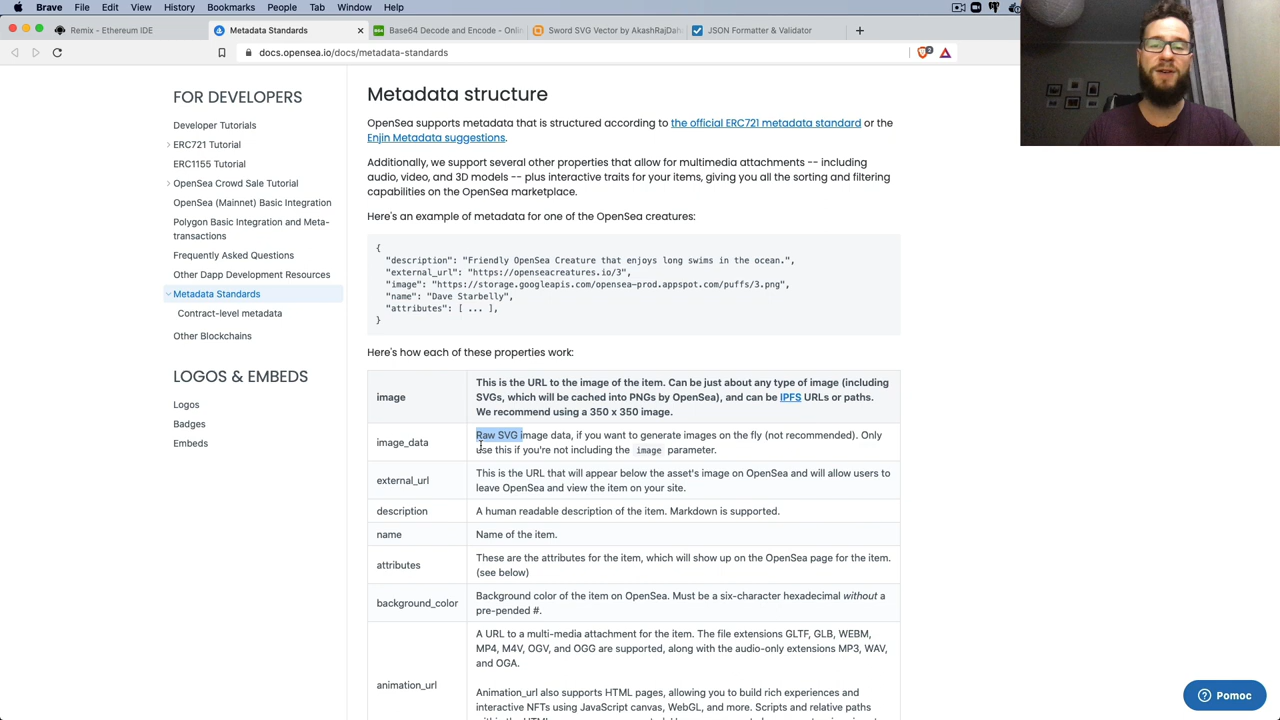 Brave File Edit View History Bookmarks People Tab Window Help
Remix - Ethereum IDE
Metadata Standards
Base64 Decode and Encode - Onlin
Sword SVG Vector by AkashRajDah
JSON Formatter & Validator
docs.opensea.io/docs/metadata-standards
2
FOR DEVELOPERS
Developer Tutorials
ERC721 Tutorial
ERC1155 Tutorial
OpenSea Crowd Sale Tutorial
OpenSea (Mainnet) Basic Integration
Polygon Basic Integration and Meta-
transactions
Frequently Asked Questions
Other Dapp Development Resources
Metadata Standards
Contract-level metadata
Other Blockchains
LOGOS & EMBEDS
Logos
Badges
Embeds
Metadata structure
OpenSea supports metadata that is structured according to the official ERC721 metadata standard or the
Enjin Metadata suggestions.
Additionally, we support several other properties that allow for multimedia attachments -- including
audio, video, and 3D models -- plus interactive traits for your items, giving you all the sorting and filtering
capabilities on the OpenSea marketplace.
Here's an example of metadata for one of the OpenSea creatures:
{
"description": "Friendly OpenSea Creature that enjoys long swims in the ocean.",
"external_url": "https://openseacreatures.io/3",
"image": "https://storage.googleapis.com/opensea-prod.appspot.com/puffs/3.png",
"name": "Dave Starbelly",
"attributes": [ ... ],
}
Here's how each of these properties work:
image
This is the URL to the image of the item. Can be just about any type of image (including
SVGs, which will be cached into PNGs by OpenSea), and can be IPFS URLs or paths.
We recommend using a 350 x 350 image.
image_data
Raw SVG image data, if you want to generate images on the fly (not recommended). Only
use this if you're not including the image parameter.
external_url
This is the URL that will appear below the asset's image on OpenSea and will allow users to
leave OpenSea and view the item on your site.
description
A human readable description of the item. Markdown is supported.
name
Name of the item.
attributes
These are the attributes for the item, which will show up on the OpenSea page for the item.
(see below)
background_color
Background color of the item on OpenSea. Must be a six-character hexadecimal without a
pre-pended #.
animation_url
A URL to a multi-media attachment for the item. The file extensions GLTF, GLB, WEBM,
MP4, M4V, OGV, and OGG are supported, along with the audio-only extensions MP3, WAV,
and OGA.
Animation_url also supports HTML pages, allowing you to build rich experiences and
interactive NFTs using JavaScript canvas, WebGL, and more. Scripts and relative paths
Pomoc